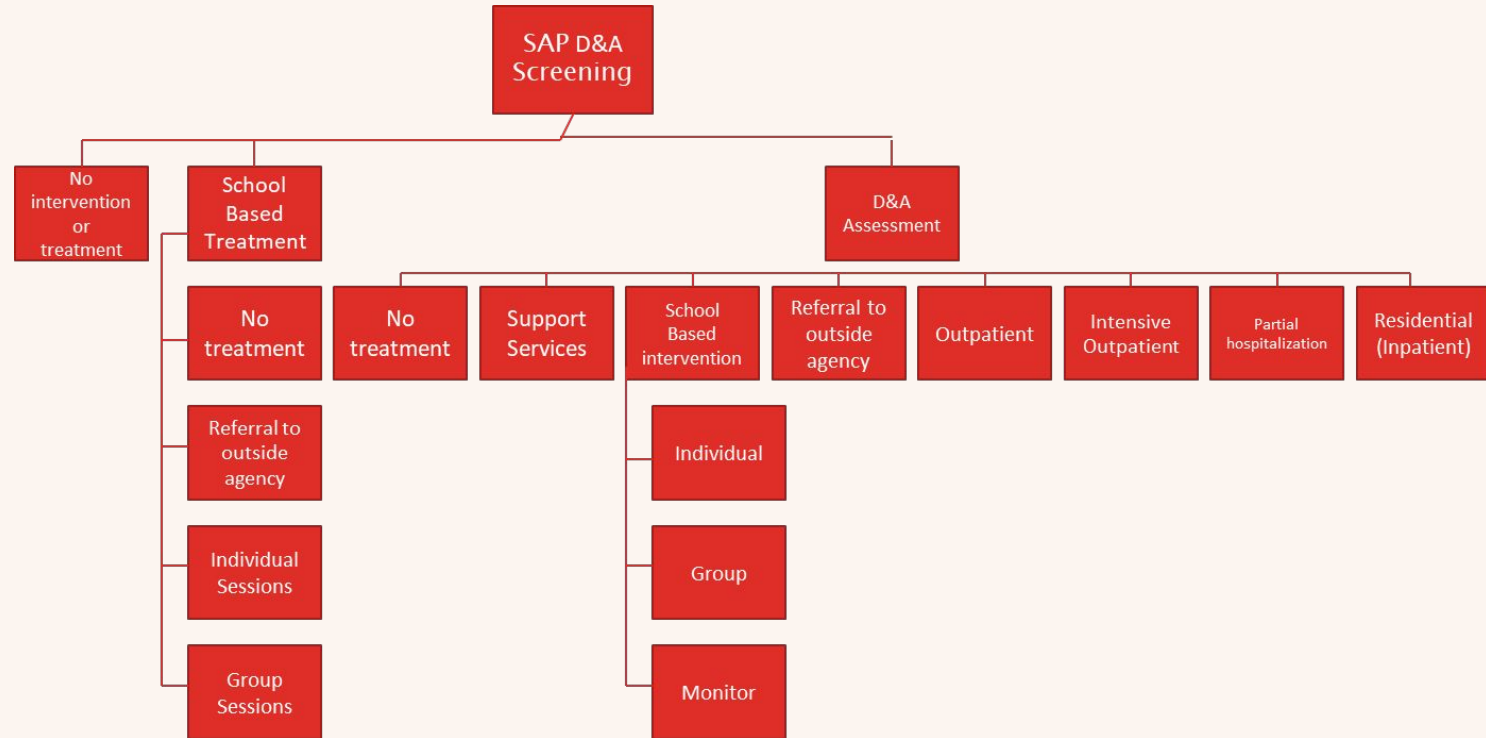 SAP D&A
Screening
No
intervention
or
treatment
School
Based
Treatment
D&A
Assessment
No
treatment
No
treatment
Support
Services
School
Based
intervention
Referral to
outside
agency
Outpatient
Intensive
Outpatient
Partial
hospitalization
Residential
(Inpatient)
Referral to
outside
agency
Individual
Individual
Sessions
Group
Group
Sessions
Monitor